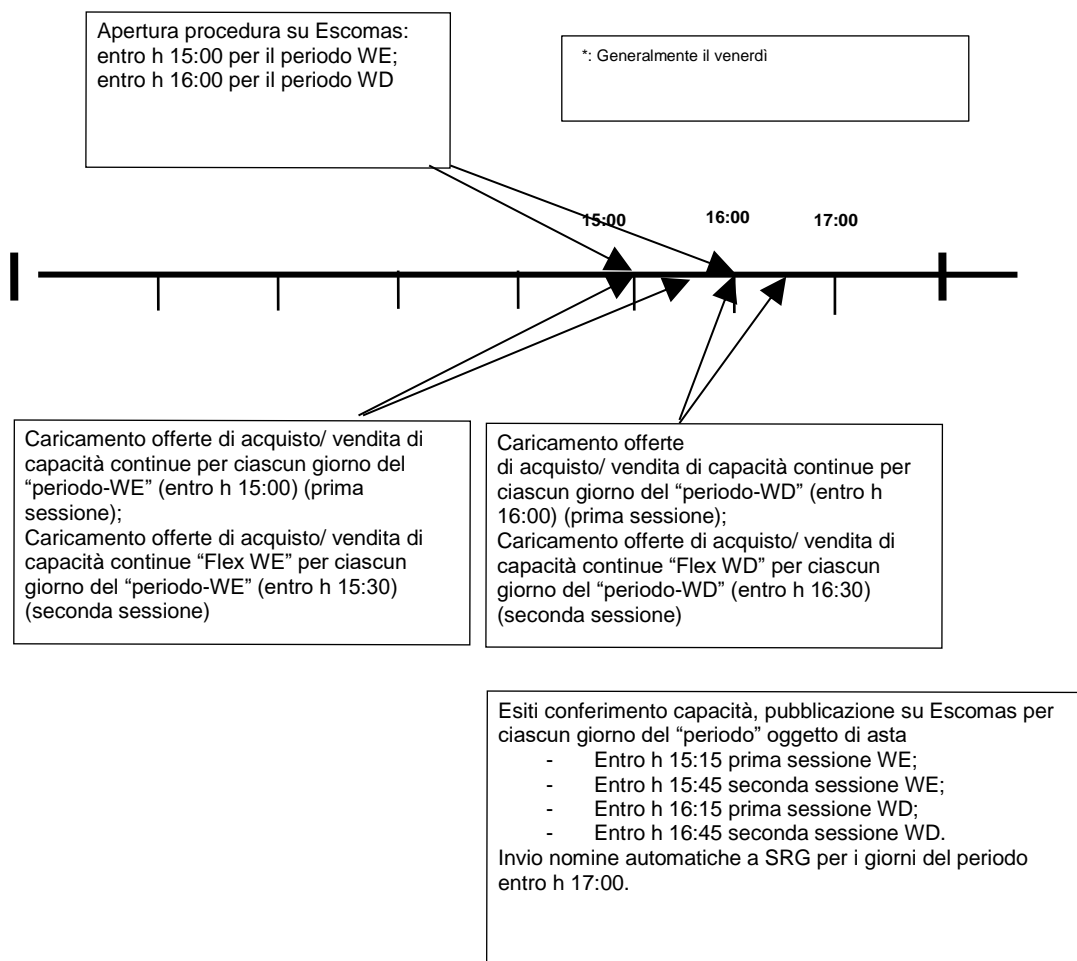 Apertura procedura su Escomas:
entro h 15:00 per il periodo WE;
entro h 16:00 per il periodo WD
*: Generalmente il venerdì
15:00
16:00
17:00
Caricamento offerte di acquisto/ vendita di
capacità continue per ciascun giorno del
“periodo-WE” (entro h 15:00) (prima
sessione);
Caricamento offerte di acquisto/ vendita di
capacità continue “Flex WE” per ciascun
giorno del “periodo-WE” (entro h 15:30)
(seconda sessione)
Caricamento offerte
di acquisto/ vendita di capacità continue per
ciascun giorno del “periodo-WD” (entro h
16:00) (prima sessione);
Caricamento offerte di acquisto/ vendita di
capacità continue “Flex WD” per ciascun
giorno del “periodo-WD” (entro h 16:30)
(seconda sessione)
Esiti conferimento capacità, pubblicazione su Escomas per
ciascun giorno del “periodo” oggetto di asta
- Entro h 15:15 prima sessione WE;
- Entro h 15:45 seconda sessione WE;
- Entro h 16:15 prima sessione WD;
- Entro h 16:45 seconda sessione WD.
Invio nomine automatiche a SRG per i giorni del periodo
entro h 17:00.